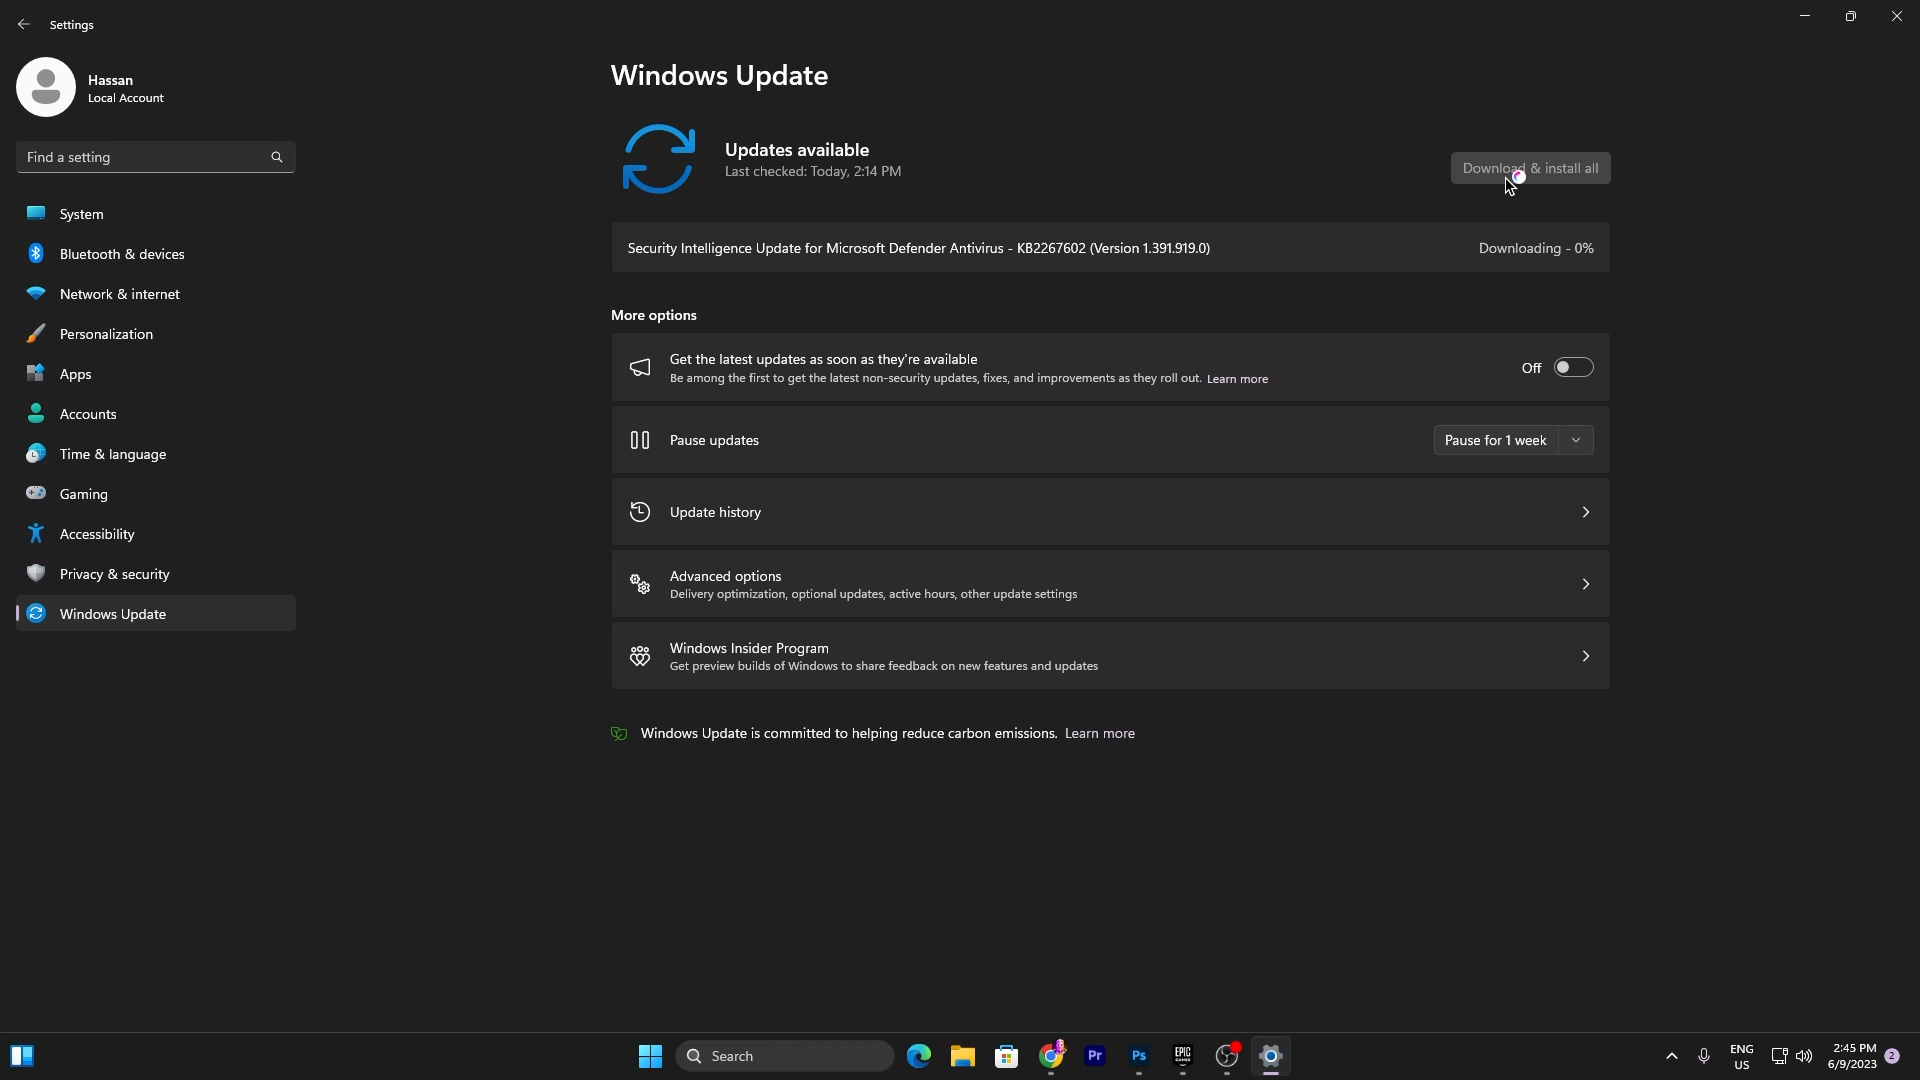 Settings
Hassan
Local Account
Find a setting
System
Bluetooth & devices
Network & internet
Personalization
Apps
Accounts
Time & language
Gaming
Accessibility
Privacy & security
Windows Update
Windows Update
Updates available
Last checked: Today, 2:14 PM
Download & install all
Security Intelligence Update for Microsoft Defender Antivirus - KB2267602 (Version 1.391.919.0)
Downloading - 0%
More options
Get the latest updates as soon as they're available
Be among the first to get the latest non-security updates, fixes, and improvements as they roll out. Learn more
Off
Pause updates
Pause for 1 week
Update history
Advanced options
Delivery optimization, optional updates, active hours, other update settings
Windows Insider Program
Get preview builds of Windows to share feedback on new features and updates
Windows Update is committed to helping reduce carbon emissions. Learn more
Search
Pr
Ps
EPIC
GAMES
ENG
US
2:45 PM
6/9/2023
2